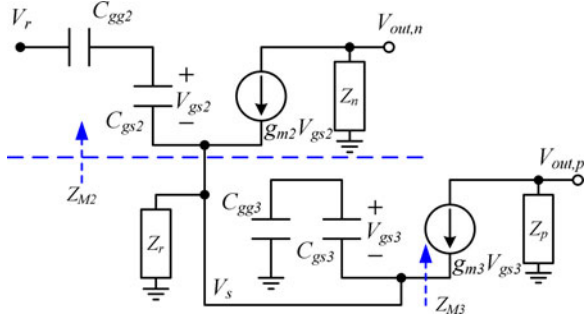 V_r
C_gg2
V_out,n
C_gs2
+
V_gs2
−
g_m2V_gs2
Z_n
Z_M2
Z_r
V_s
C_gg3
C_gs3
+
V_gs3
−
g_m3V_gs3
Z_p
V_out,p
Z_M3